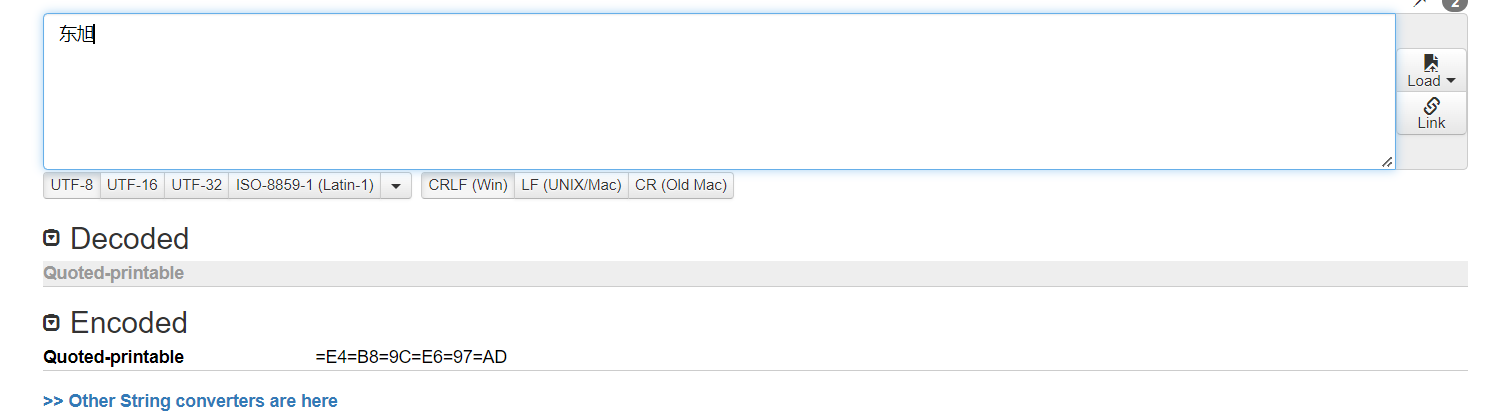 2
东旭
Load
Link
UTF-8 UTF-16 UTF-32 ISO-8859-1 (Latin-1) CRLF (Win) LF (UNIX/Mac) CR (Old Mac)
Decoded
Quoted-printable
Encoded
Quoted-printable =E4=B8=9C=E6=97=AD
>> Other String converters are here